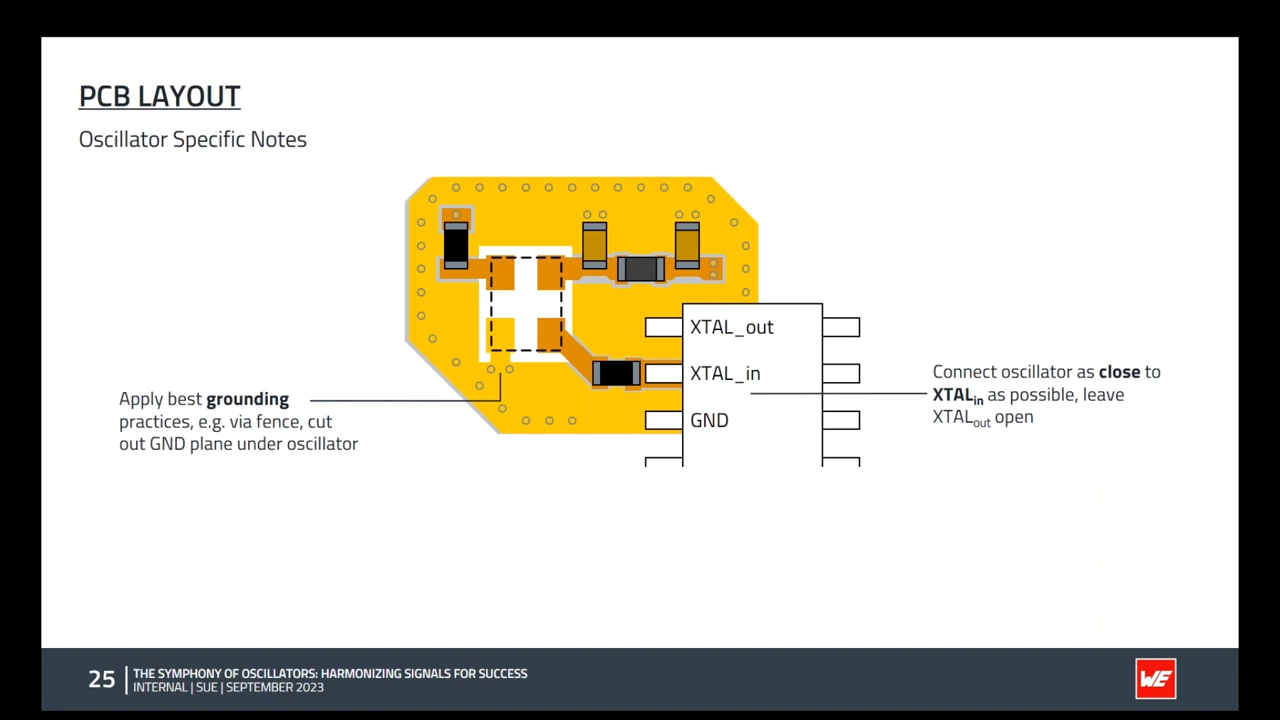 PCB LAYOUT
Oscillator Specific Notes
XTAL_out
XTAL_in
GND
Apply best grounding
practices, e.g. via fence, cut
out GND plane under oscillator
Connect oscillator as close to
XTALin as possible, leave
XTALout open
25
THE SYMPHONY OF OSCILLATORS: HARMONIZING SIGNALS FOR SUCCESS
INTERNAL | SUE | SEPTEMBER 2023
WE